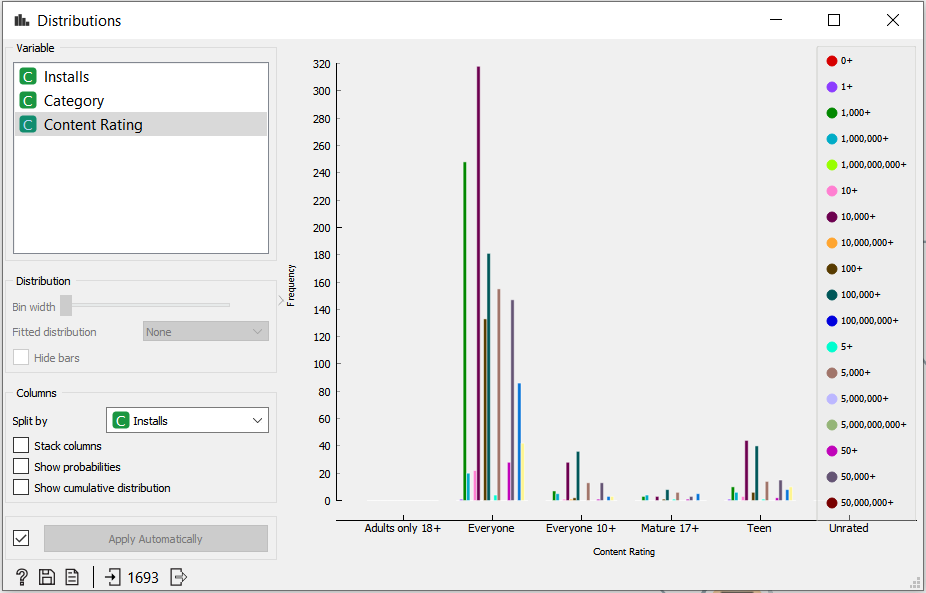 Distributions
Variable
C Installs
C Category
C Content Rating
Distribution
Bin width
Fitted distribution
None
Hide bars
Columns
Split by
C Installs
Stack columns
Show probabilities
Show cumulative distribution
Apply Automatically
? 1693
Frequency
320
300
280
260
240
220
200
180
160
140
120
100
80
60
40
20
0
Adults only 18+ Everyone Everyone 10+ Mature 17+ Teen Unrated
Content Rating
0+
1+
1,000+
1,000,000+
1,000,000,000+
10+
10,000+
10,000,000+
100+
100,000+
100,000,000+
5+
5,000+
5,000,000+
5,000,000,000+
50+
50,000+
50,000,000+